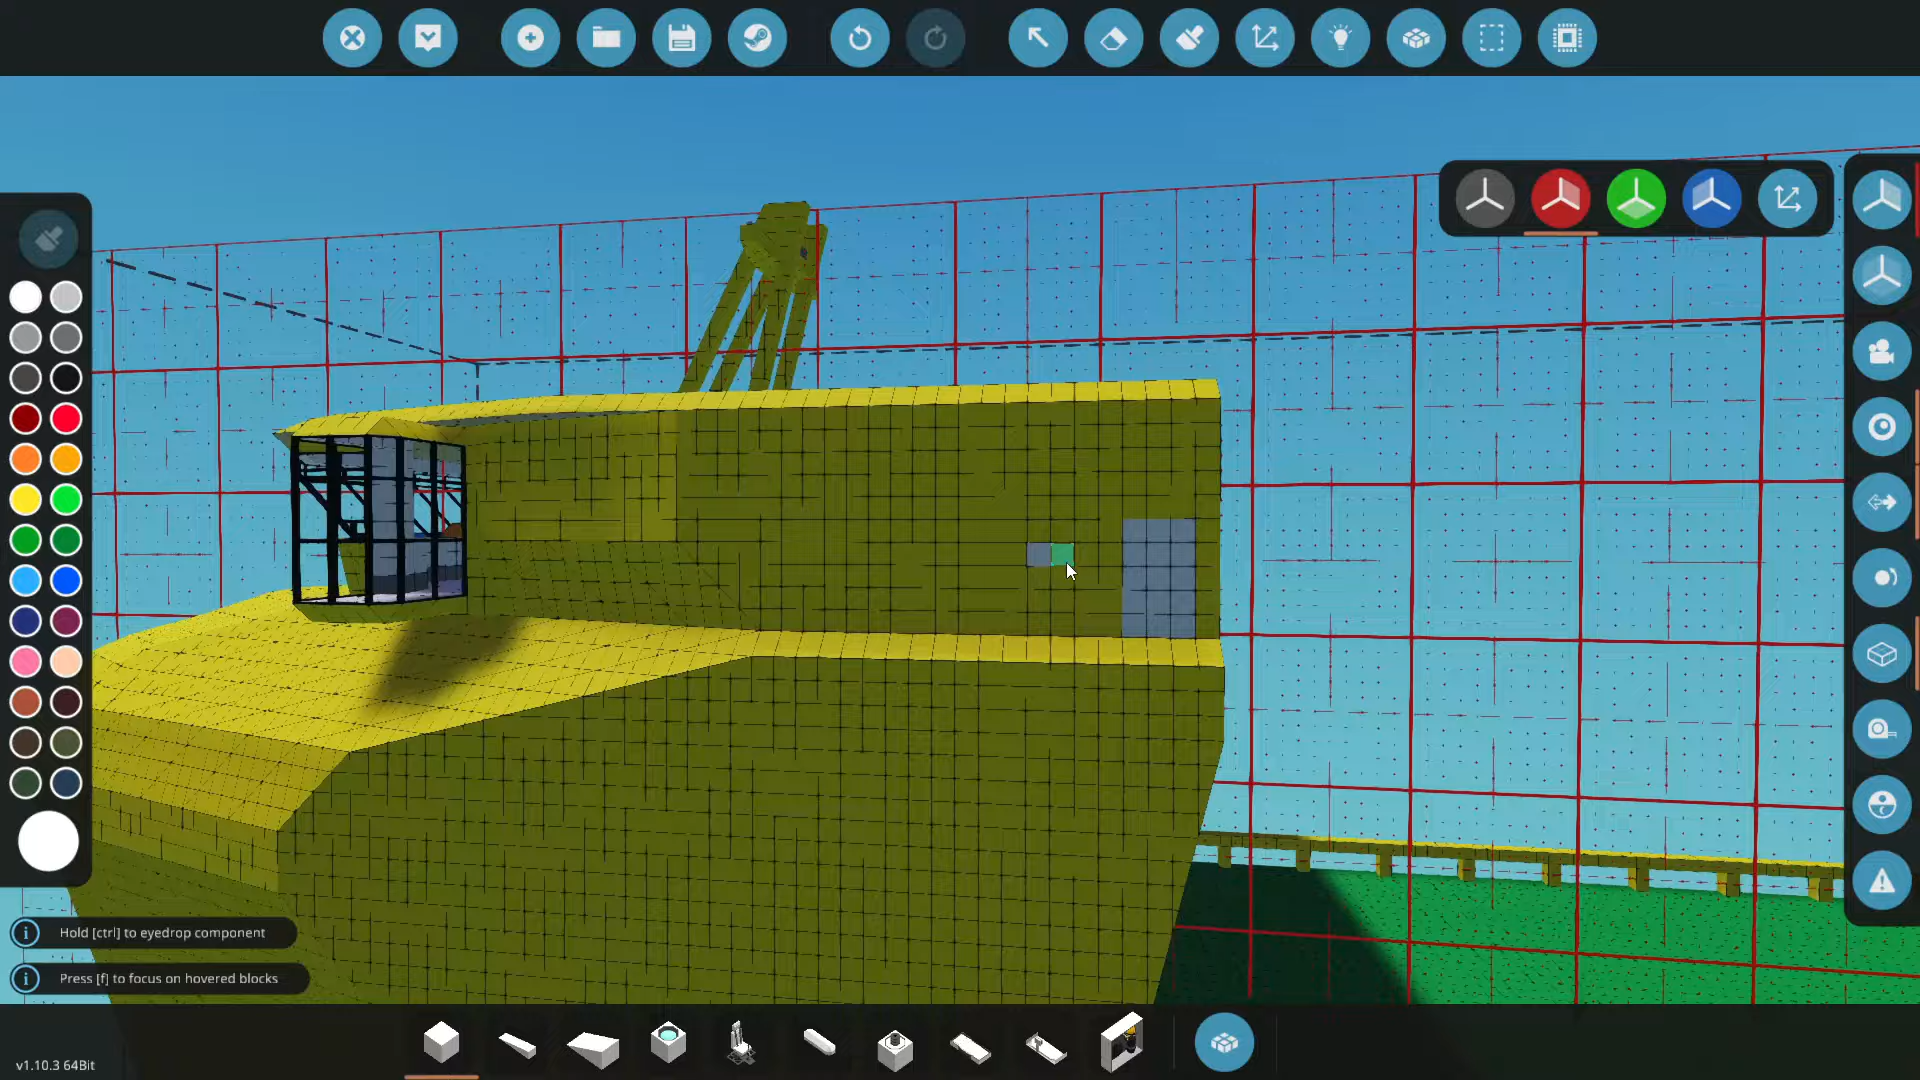 Hold [ctrl] to eyedrop component
Press [f] to focus on hovered blocks
v1.10.3 64Bit